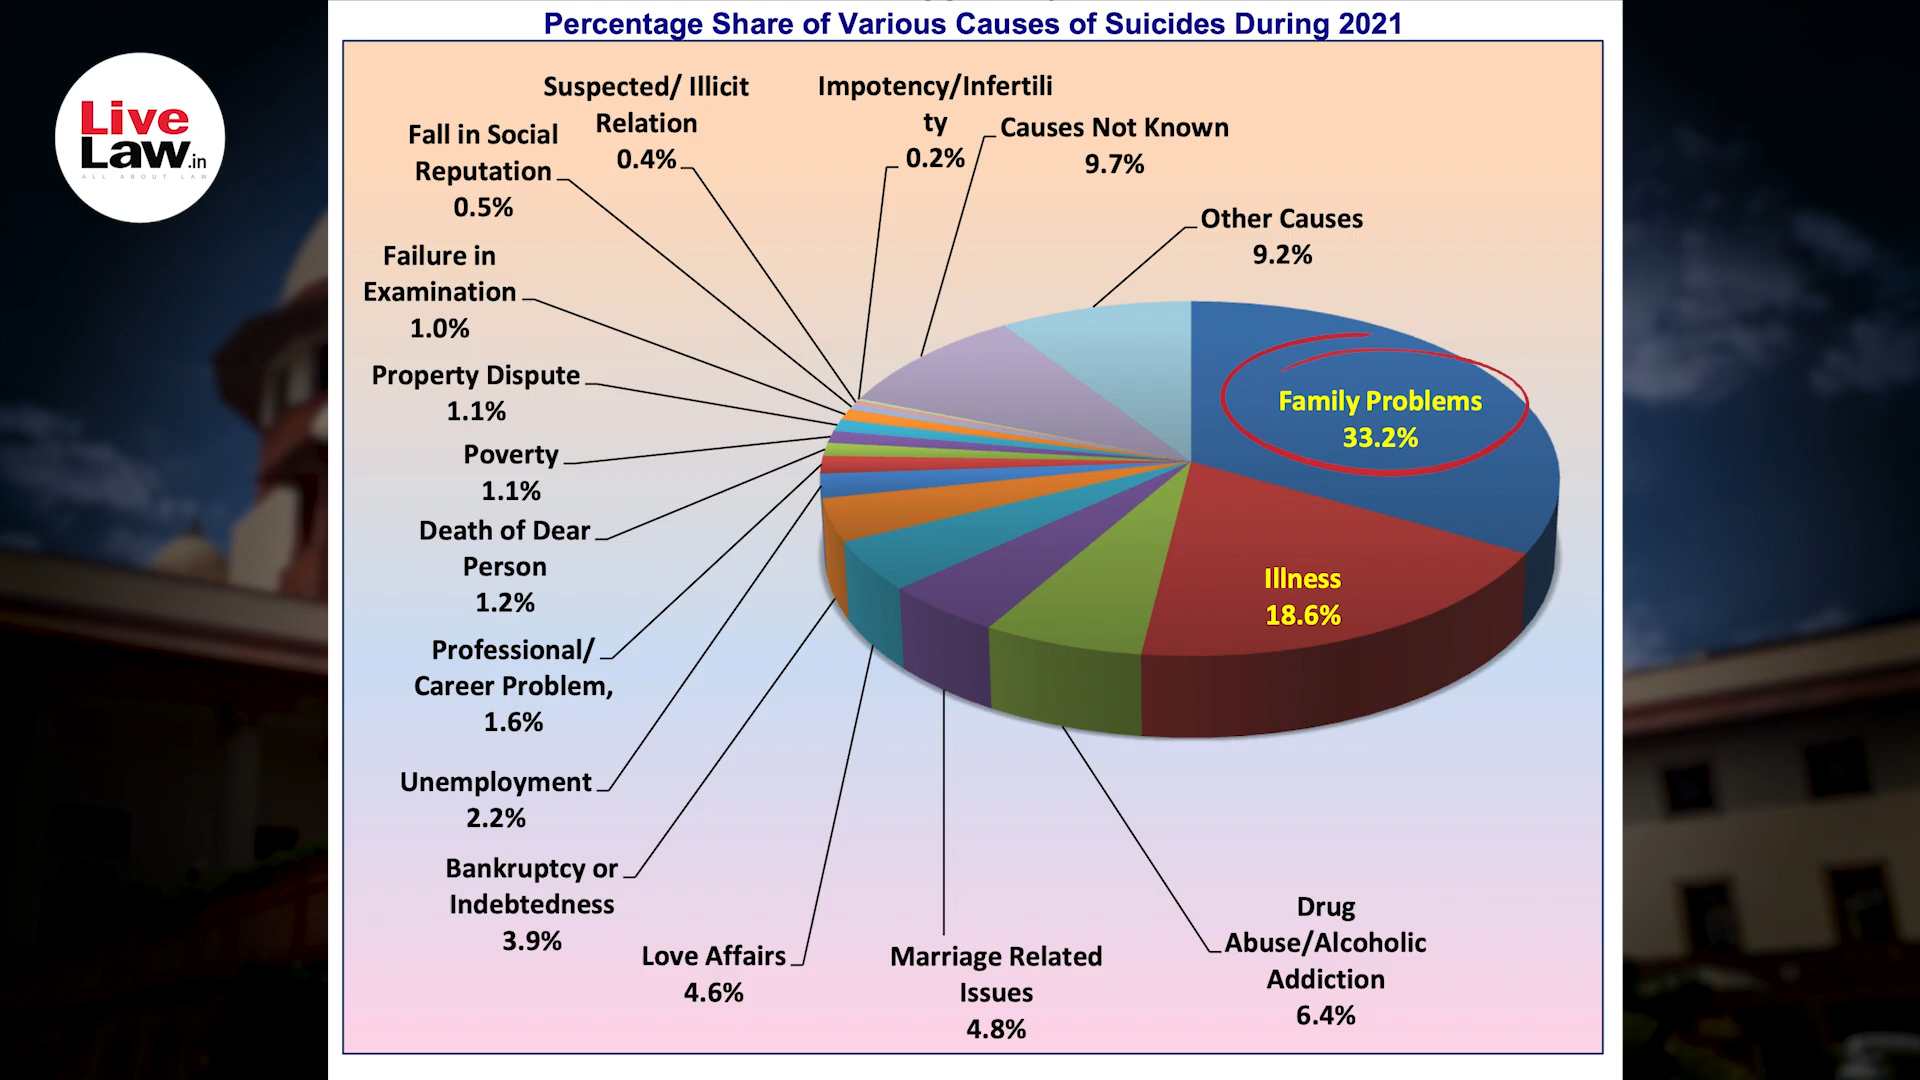 Percentage Share of Various Causes of Suicides During 2021
Live
Law.in
ALL ABOUT LAW
Suspected/ Illicit
Relation
0.4%
Impotency/Infertili
ty
0.2%
Causes Not Known
9.7%
Fall in Social
Reputation
0.5%
Other Causes
9.2%
Failure in
Examination
1.0%
Property Dispute
1.1%
Family Problems
33.2%
Poverty
1.1%
Death of Dear
Person
1.2%
Illness
18.6%
Professional/
Career Problem,
1.6%
Unemployment
2.2%
Bankruptcy or
Indebtedness
3.9%
Love Affairs
4.6%
Marriage Related
Issues
4.8%
Drug
Abuse/Alcoholic
Addiction
6.4%